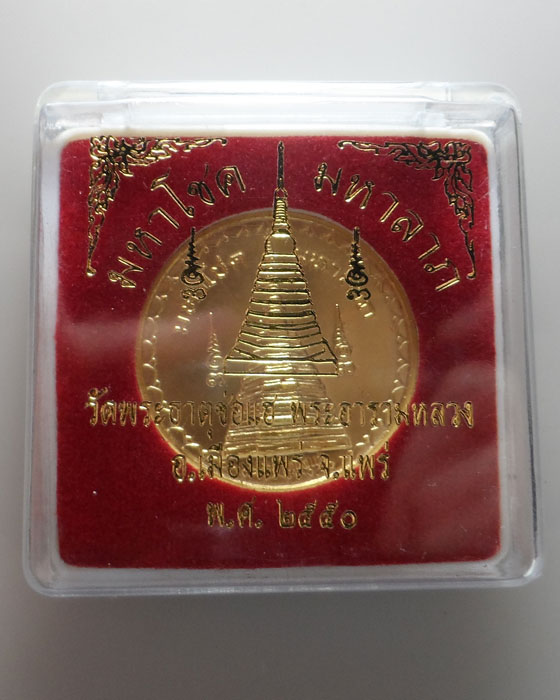 มหาโชค มหาลาภ
วัดพระธาตุช่อแฮ พระอารามหลวง
อ.เมืองแพร่ จ.แพร่
พ.ศ. ๒๕๕๐